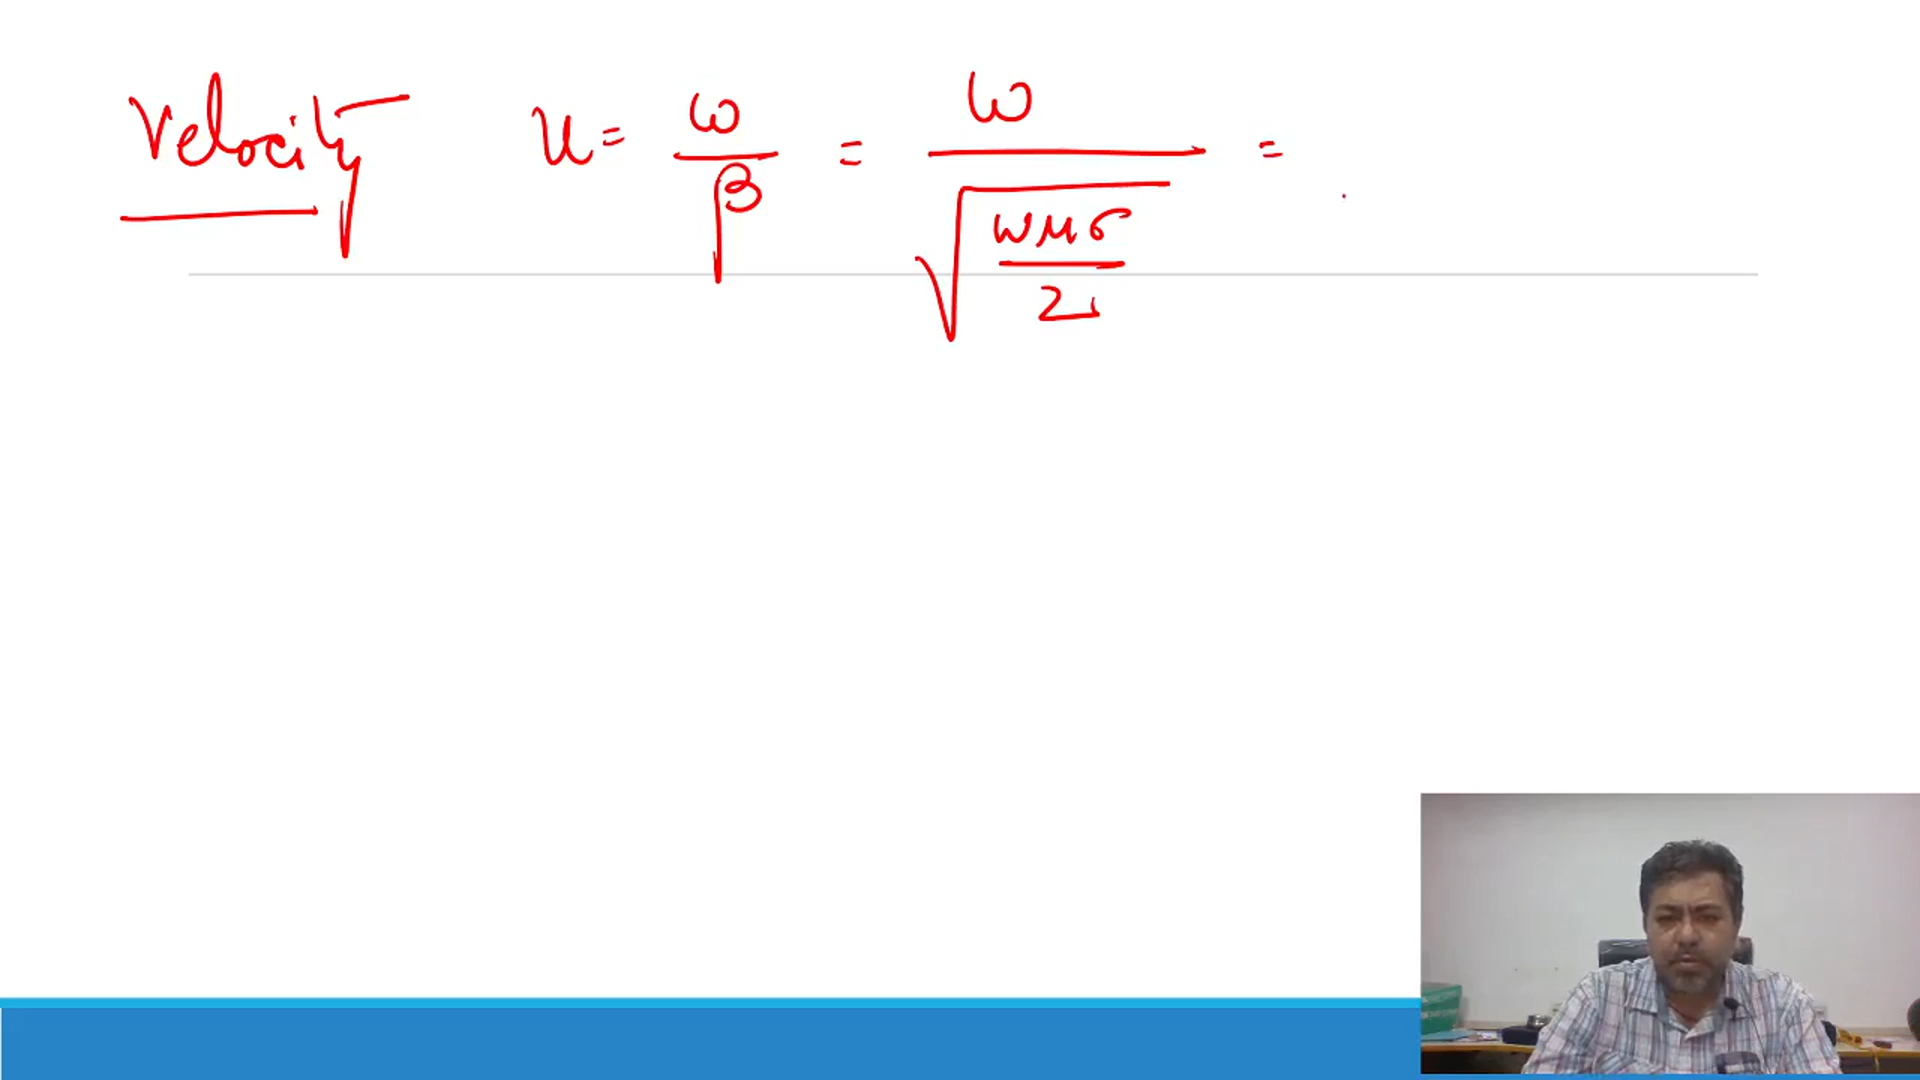 Velocity u = ω/β = ω/√(ωμσ/2) =